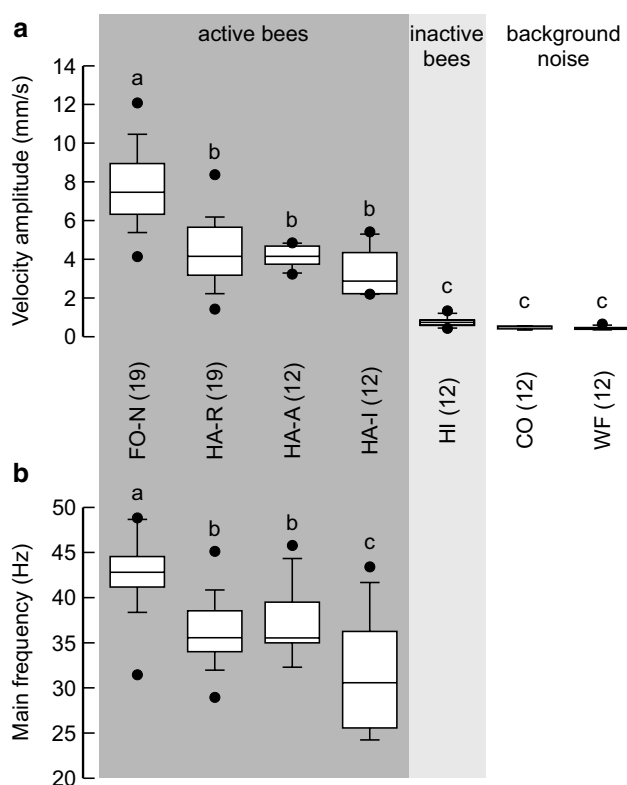 a
active bees
inactive
bees
background
noise
Velocity amplitude (mm/s)
14
12
10
8
6
4
2
0
a
b
b
b
c
c
c
FO-N (19)
HA-R (19)
HA-A (12)
HA-I (12)
HI (12)
CO (12)
WF (12)
b
Main frequency (Hz)
50
45
40
35
30
25
20
a
b
b
c